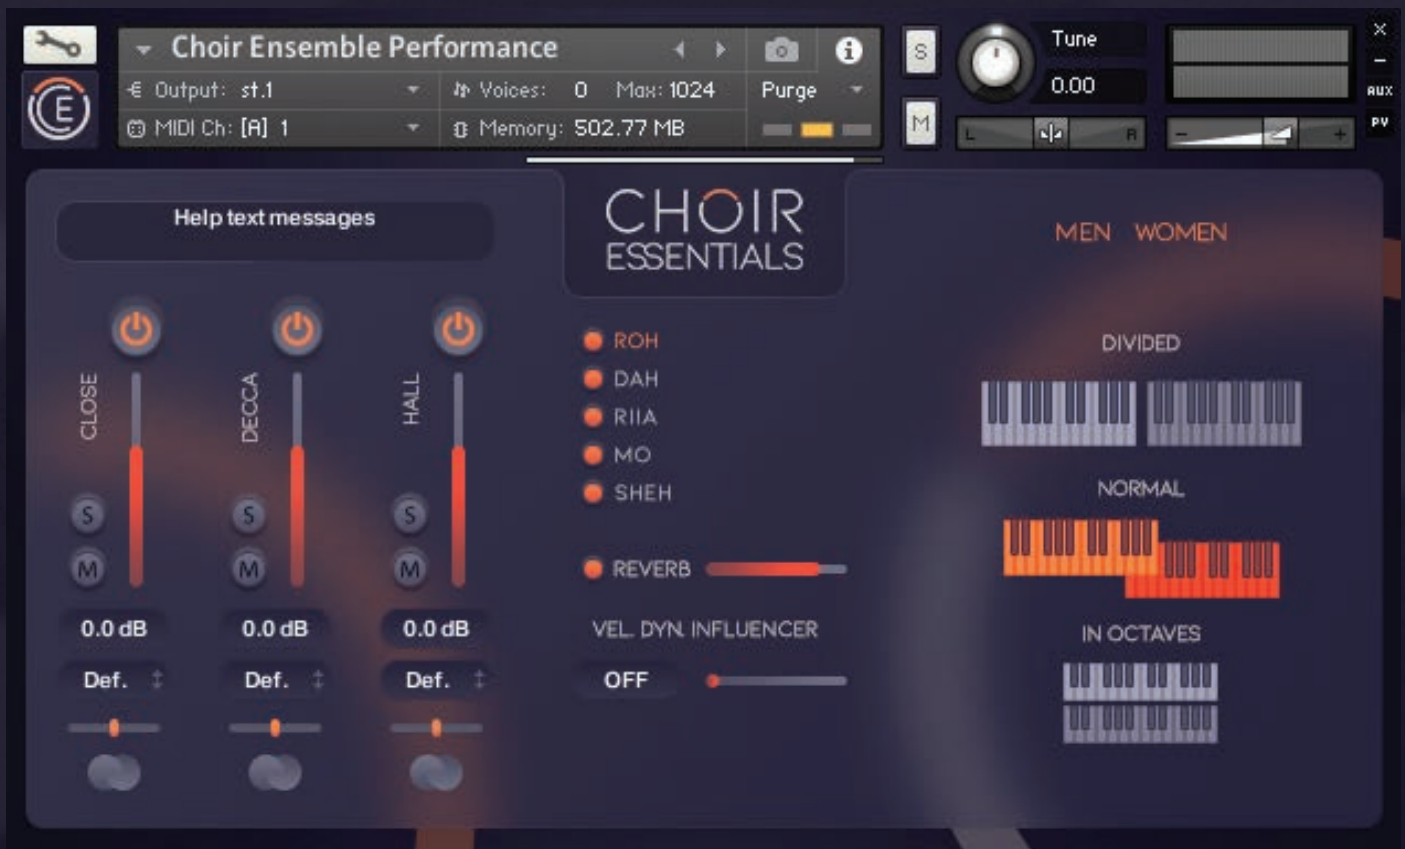 Choir Ensemble Performance
i
S
Tune
0.00
X
AUX
PV
E
Output: st.1
Voices: 0 Max: 1024
Purge
MIDI Ch: [A] 1
Memory: 502.77 MB
M
L
R
Help text messages
CHOIR
ESSENTIALS
MEN WOMEN
CLOSE
DECCA
HALL
ROH
DAH
RIIA
MO
SHEH
DIVIDED
NORMAL
IN OCTAVES
S
S
S
M
M
M
REVERB
0.0 dB
0.0 dB
0.0 dB
VEL. DYN. INFLUENCER
Def.
Def.
Def.
OFF